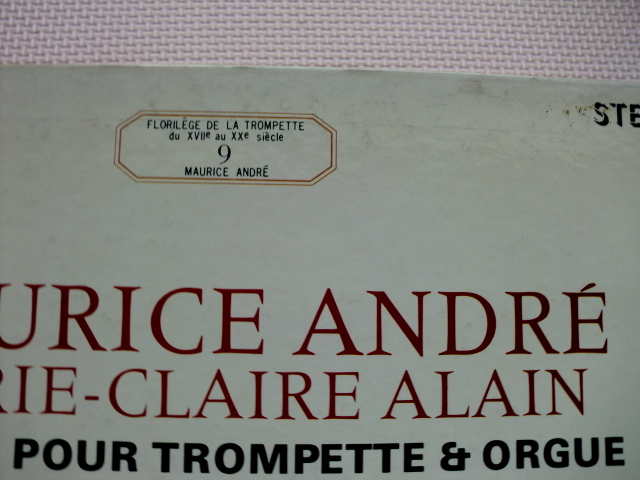 FLORILÈGE DE LA TROMPETTE
du XVIIe au XXe siècle
9
MAURICE ANDRÉ
STE
URICE ANDRÉ
RIE-CLAIRE ALAIN
POUR TROMPETTE & ORGUE